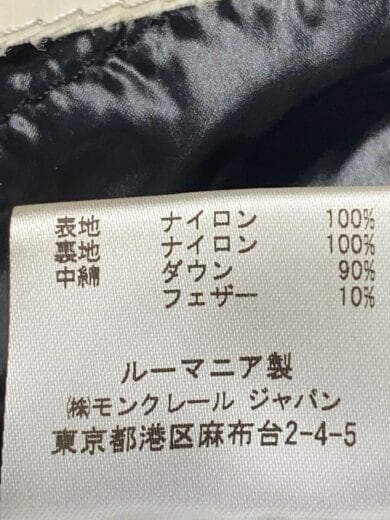 表地 ナイロン 100%
裏地 ナイロン 100%
中綿 ダウン 90%
フェザー 10%
ルーマニア製
㈱モンクレール ジャパン
東京都港区麻布台2-4-5